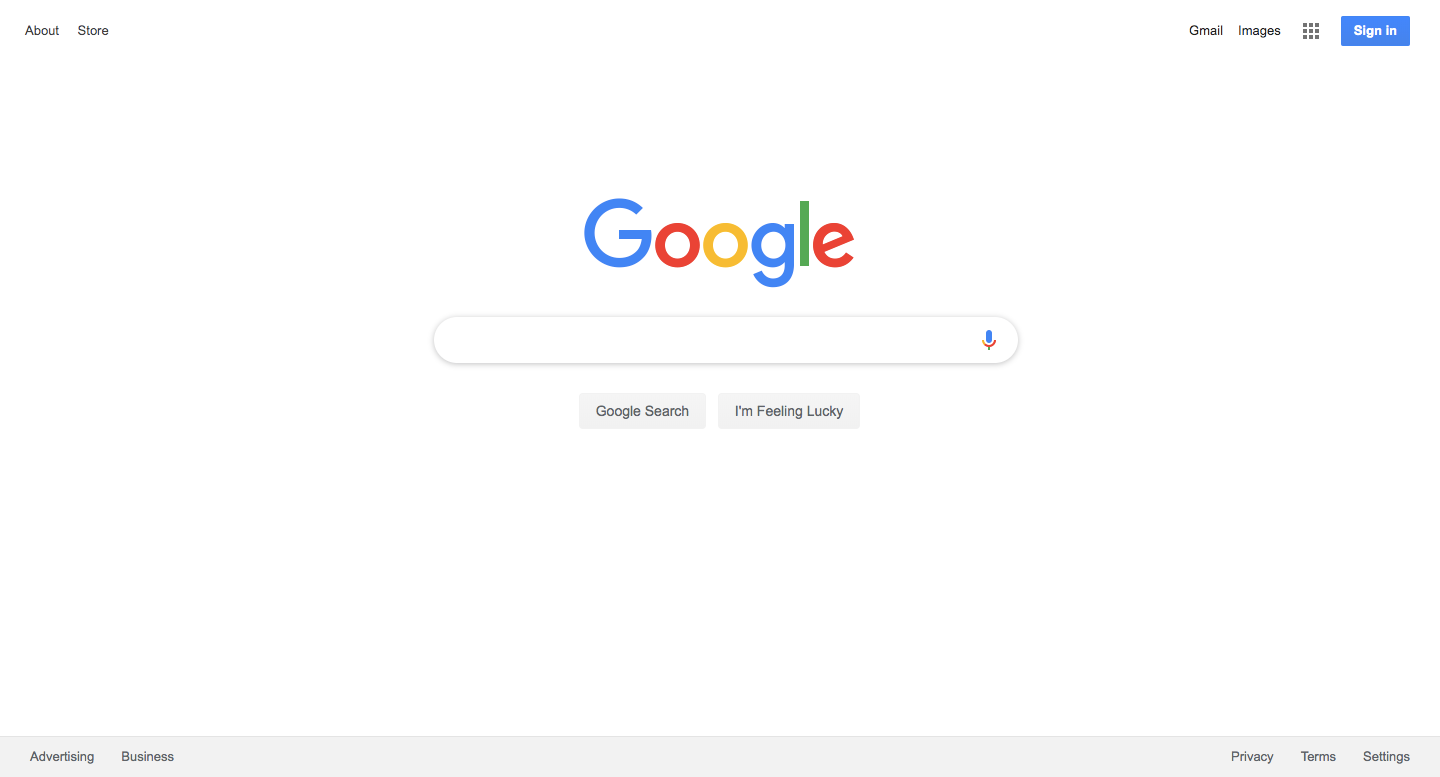 About Store Gmail Images Sign in
Google
Google Search I'm Feeling Lucky
Advertising Business Privacy Terms Settings